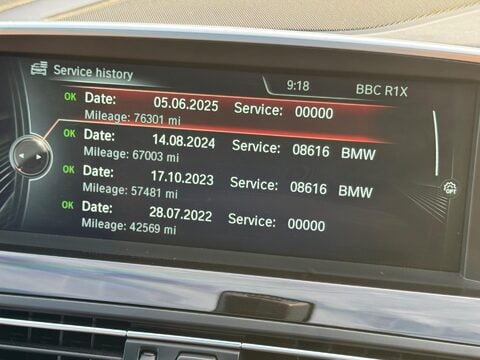 Service history 9:18 BBC R1X
OK Date: 05.06.2025 Service: 00000
Mileage: 76301 mi
OK Date: 14.08.2024 Service: 08616 BMW
Mileage: 67003 mi
OK Date: 17.10.2023 Service: 08616 BMW
Mileage: 57481 mi
OK Date: 28.07.2022 Service: 00000
Mileage: 42569 mi